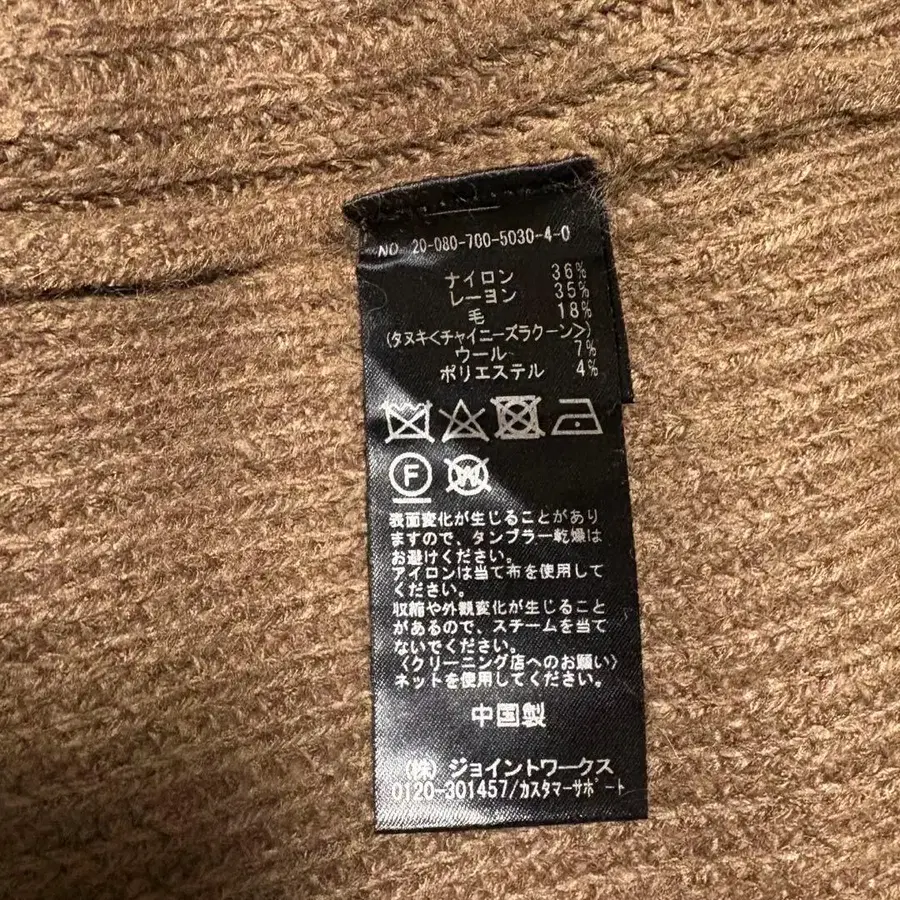 NO 20-080-700-5030-4-0
ナイロン 36%
レーヨン 35%
毛 18%
(タヌキ<チャイニーズラクーン>)
ウール 7%
ポリエステル 4%
F W
表面変化が生じることがあり
ますので、タンブラー乾燥は
お避けください。
アイロンは当て布を使用して
ください。
収縮や外観変化が生じること
があるので、スチームを当て
ないでください。
〈クリーニング店へのお願い〉
ネットを使用してください。
中国製
(株) ジョイントワークス
0120-301457/カスタマーサポート